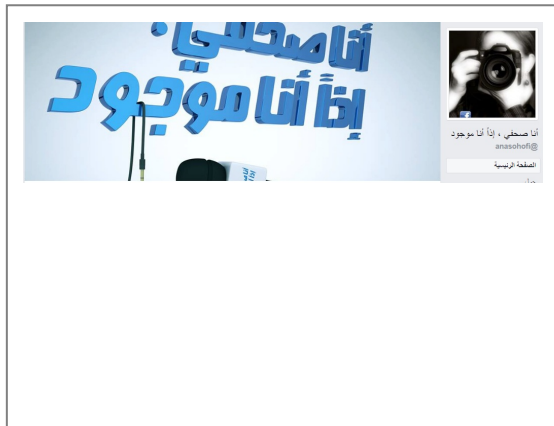 أنا صحفي،
إذاً أنا موجود
أنا صحفي ، إذاً أنا موجود
@anasohofi
الصفحة الرئيسية